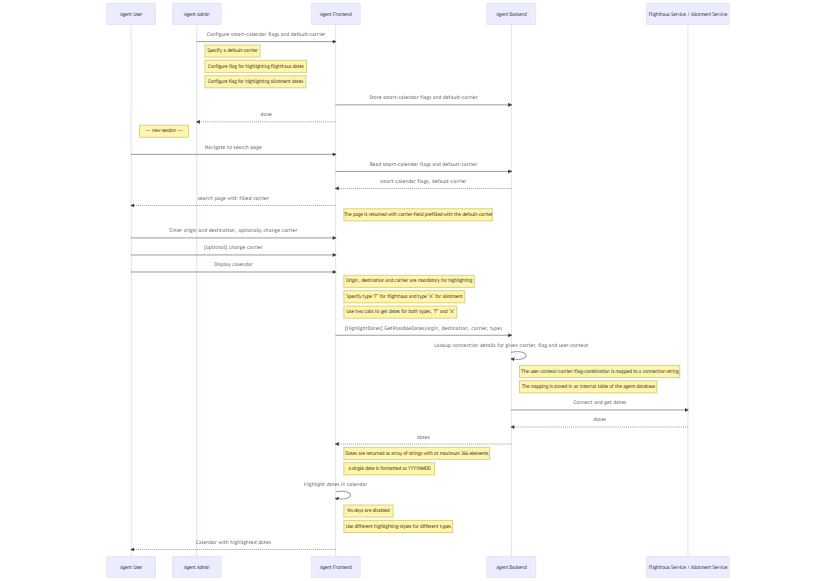 Agent User
Agent Admin
Agent Frontend
Agent Backend
Flighthaus Service / Allotment Service
Configure smart-calendar flags and default-carrier
Specify a default-carrier
Configure flag for highlighting flighthaus dates
Configure flag for highlighting allotment dates
Store smart-calendar flags and default-carrier
done
--- new session ---
Navigate to search-page
Read smart-calendar flags and default-carrier
smart-calendar flags, default-carrier
search page with filled carrier
The page is returned with carrier-field prefilled with the default-carrier
Enter origin and destination, optionally change carrier
[optional] change carrier
Display calendar
Origin, destination and carrier are mandatory for highlighting
Specify type "F" for flighthaus and type "A" for allotment
Use two calls to get dates for both types, "F" and "A"
[HighlightDates] GetPossibleDates(orgin, destination, carrier, type)
Lookup connection details for given carrier, flag and user-context
The user-context/carrier/flag-combination is mapped to a connection-string
The mapping is stored in an internal table of the agent-database
Connect and get dates
dates
dates
Dates are returned as array of strings with at maximum 366 elements
A single date is formatted as YYYYMMDD
Highlight dates in calendar
No days are disabled
Use different highlighting-styles for different types
Calendar with highlighted dates
Agent User
Agent Admin
Agent Frontend
Agent Backend
Flighthaus Service / Allotment Service